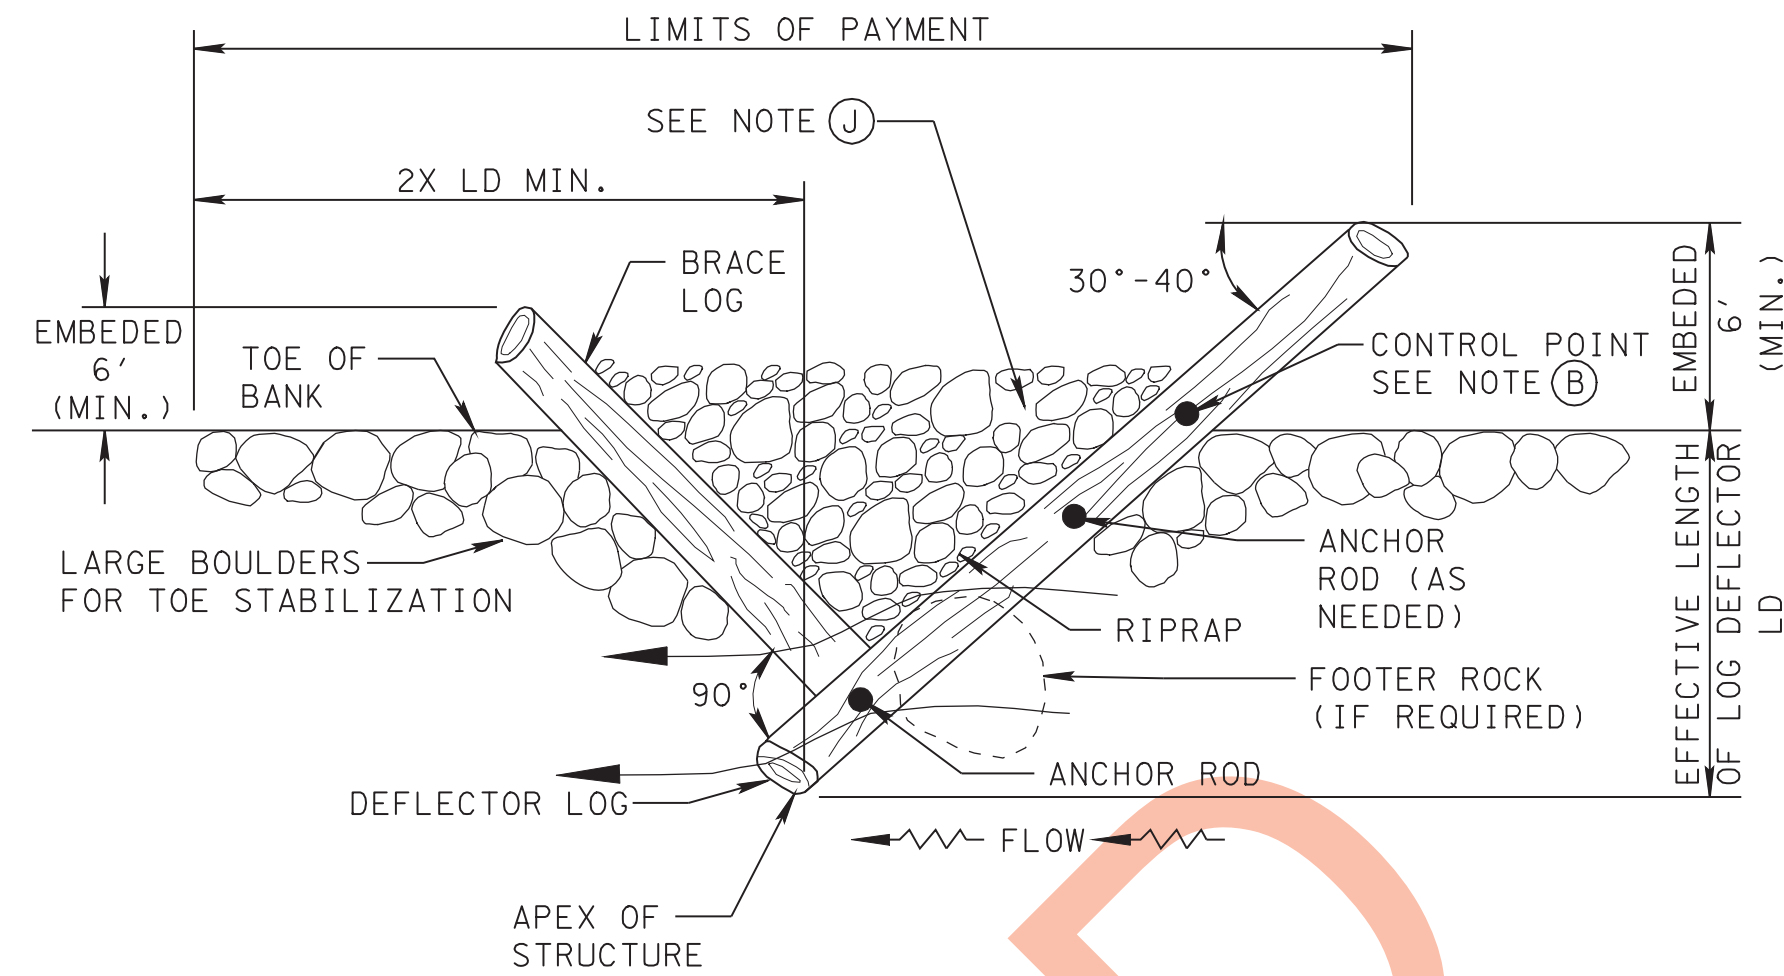 LIMITS OF PAYMENT
SEE NOTE J
2X LD MIN.
BRACE
LOG
30°-40°
EMBEDED
6'
(MIN.)
TOE OF
BANK
CONTROL POINT
SEE NOTE B
EMBEDED
6'
(MIN.)
LARGE BOULDERS
FOR TOE STABILIZATION
ANCHOR
ROD (AS
NEEDED)
RIPRAP
90°
FOOTER ROCK
(IF REQUIRED)
EFFECTIVE LENGTH
OF LOG DEFLECTOR
LD
ANCHOR ROD
DEFLECTOR LOG
FLOW
APEX OF
STRUCTURE